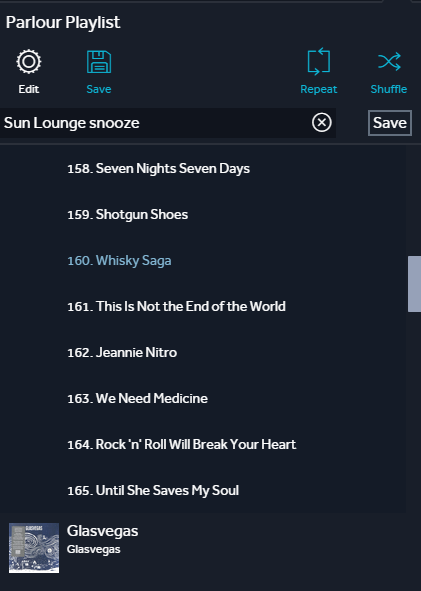 Parlour Playlist
Edit
Save
Repeat
Shuffle
Sun Lounge snooze
Save
158. Seven Nights Seven Days
159. Shotgun Shoes
160. Whisky Saga
161. This Is Not the End of the World
162. Jeannie Nitro
163. We Need Medicine
164. Rock 'n' Roll Will Break Your Heart
165. Until She Saves My Soul
GLASVEGAS
Glasvegas
Glasvegas